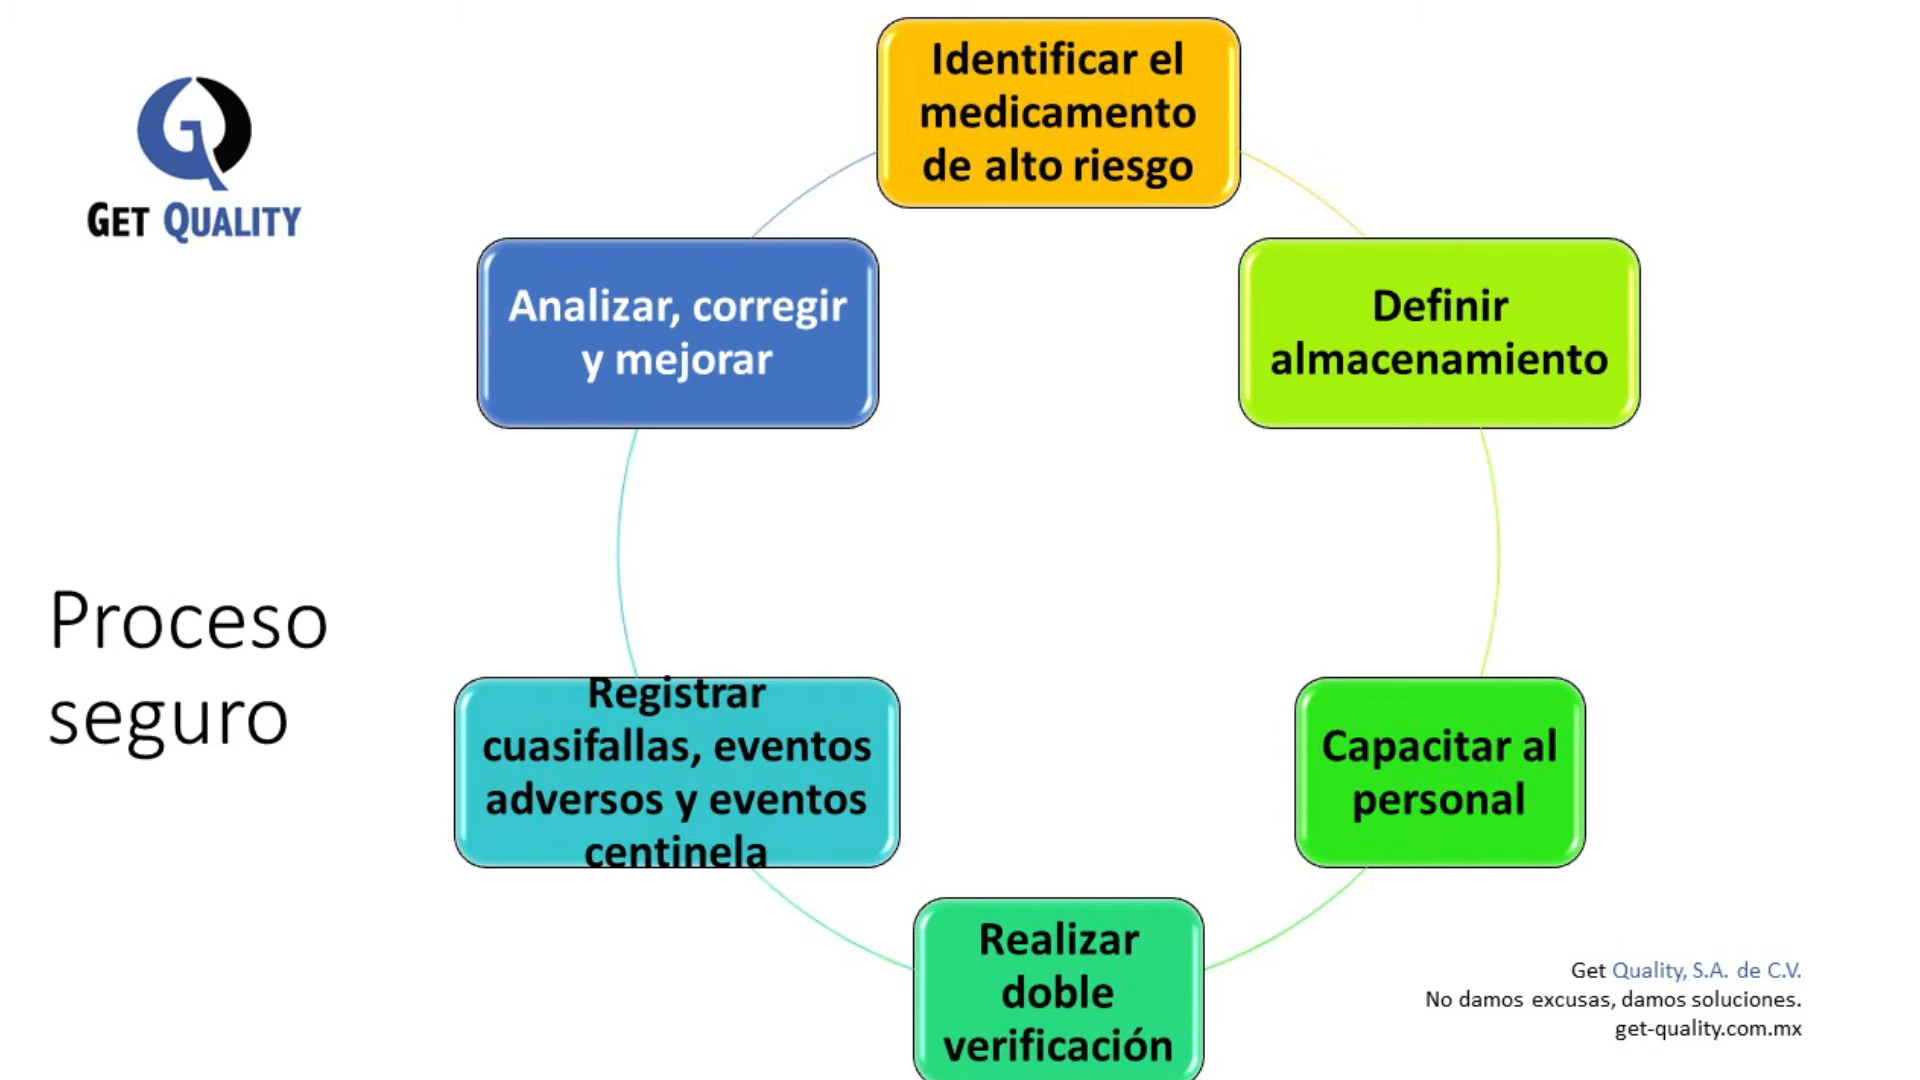 GET QUALITY
Proceso
seguro
Identificar el
medicamento
de alto riesgo
Definir
almacenamiento
Capacitar al
personal
Realizar
doble
verificación
Registrar
cuasifallas, eventos
adversos y eventos
centinela
Analizar, corregir
y mejorar
Get Quality, S.A. de C.V.
No damos excusas, damos soluciones.
get-quality.com.mx